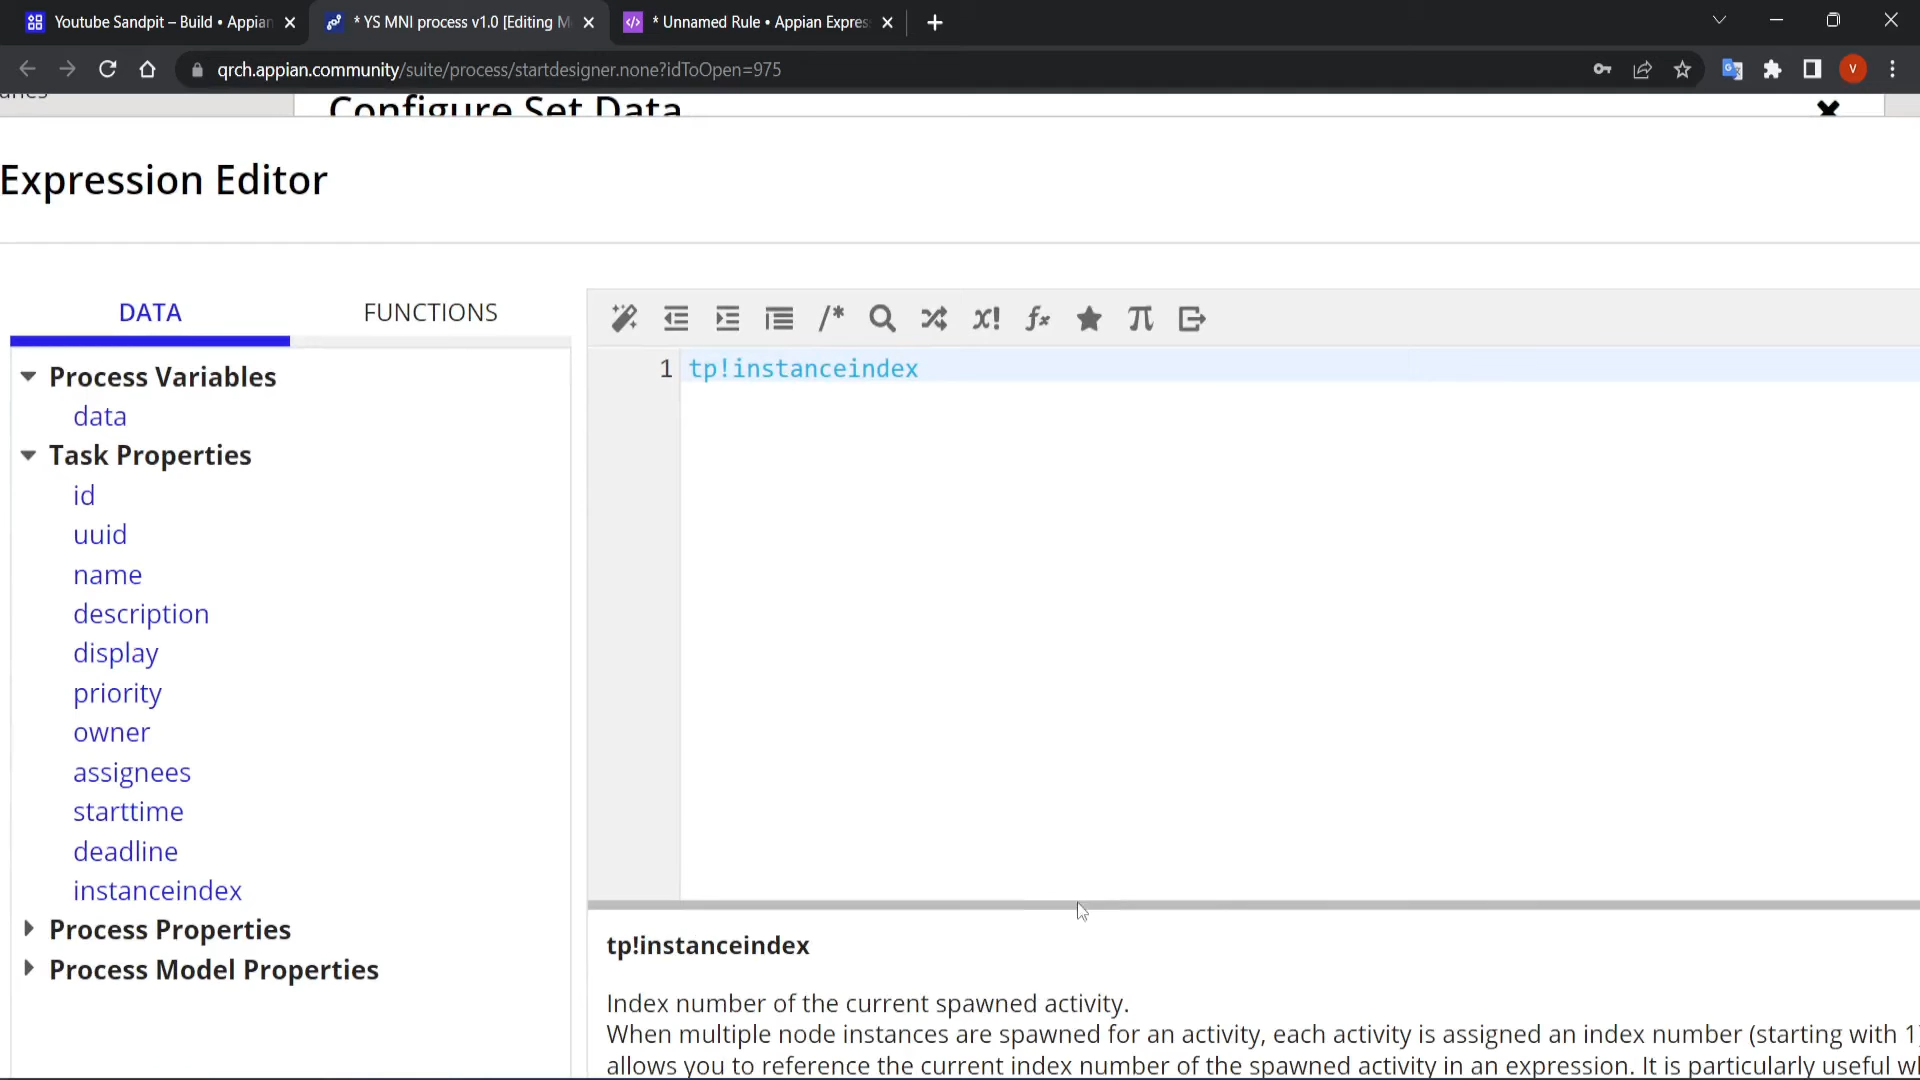 Youtube Sandpit – Build • Appian
* YS MNI process v1.0 [Editing M
* Unnamed Rule • Appian Expres
qrch.appian.community/suite/process/startdesigner.none?idToOpen=975
V
Configure Set Data
Expression Editor
DATA
FUNCTIONS
Process Variables
data
Task Properties
id
uuid
name
description
display
priority
owner
assignees
starttime
deadline
instanceindex
Process Properties
Process Model Properties
/*
x!
1 tp!instanceindex
tp!instanceindex
Index number of the current spawned activity.
When multiple node instances are spawned for an activity, each activity is assigned an index number (starting with 1)
allows you to reference the current index number of the spawned activity in an expression. It is particularly useful wh